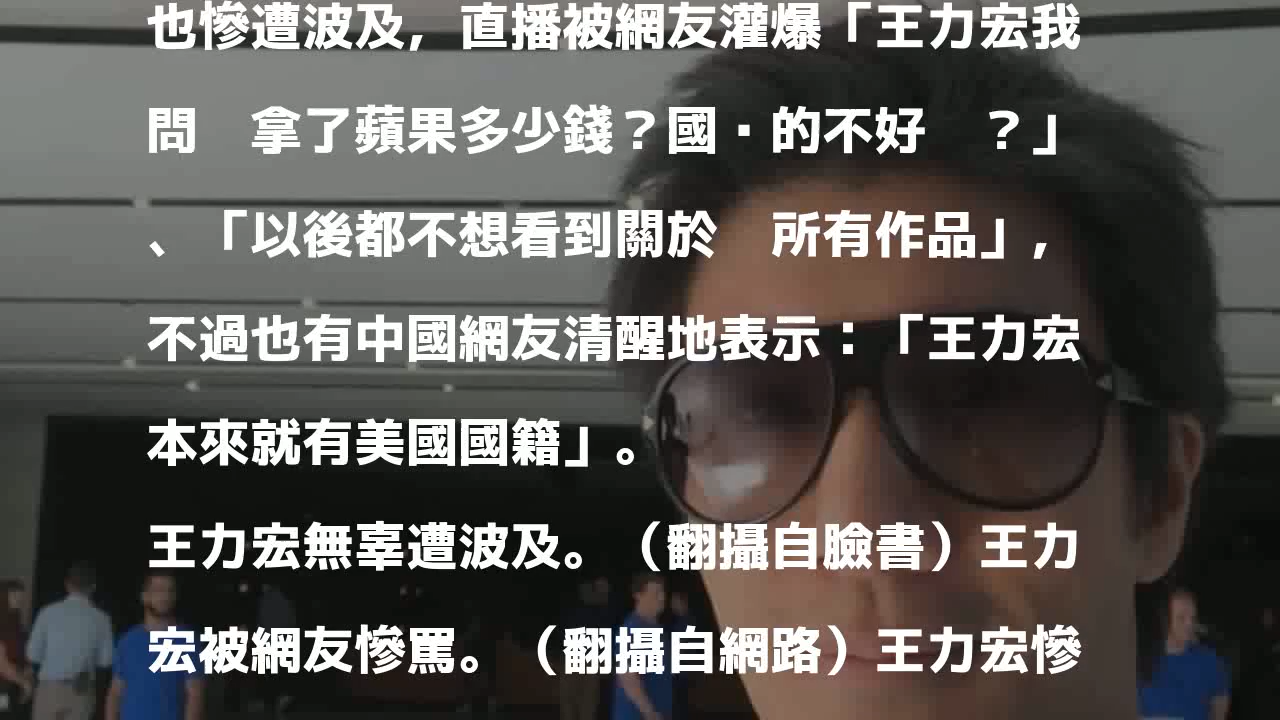 也慘遭波及，直播被網友灌爆「王力宏我
問　拿了蘋果多少錢？國·的不好　？」
、「以後都不想看到關於　所有作品」，
不過也有中國網友清醒地表示：「王力宏
本來就有美國國籍」。
王力宏無辜遭波及。（翻攝自臉書）王力
宏被網友慘罵。（翻攝自網路）王力宏慘